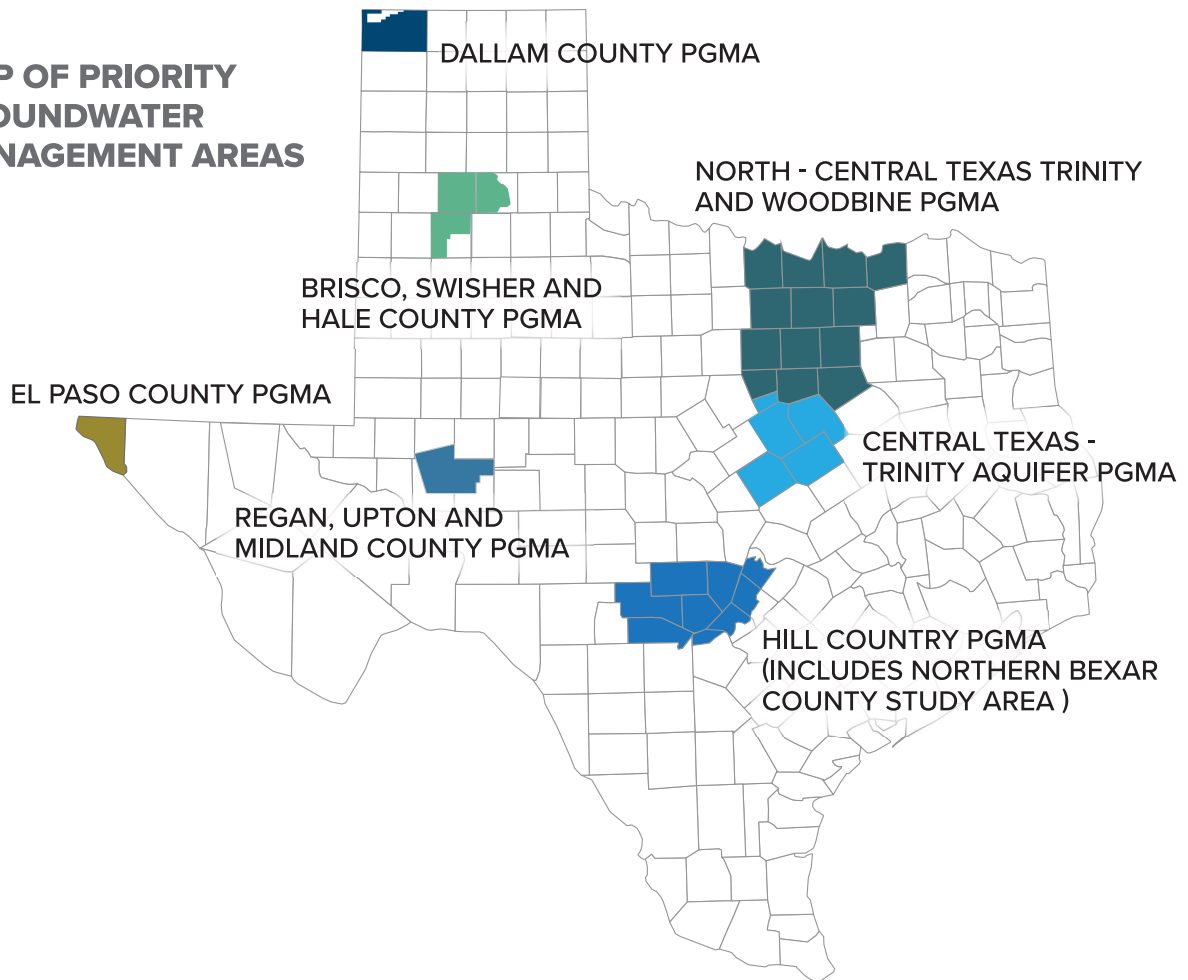 P OF PRIORITY
OUNDWATER
NAGEMENT AREAS
DALLAM COUNTY PGMA
NORTH - CENTRAL TEXAS TRINITY
AND WOODBINE PGMA
BRISCO, SWISHER AND
HALE COUNTY PGMA
EL PASO COUNTY PGMA
CENTRAL TEXAS -
TRINITY AQUIFER PGMA
REGAN, UPTON AND
MIDLAND COUNTY PGMA
HILL COUNTRY PGMA
(INCLUDES NORTHERN BEXAR
COUNTY STUDY AREA )